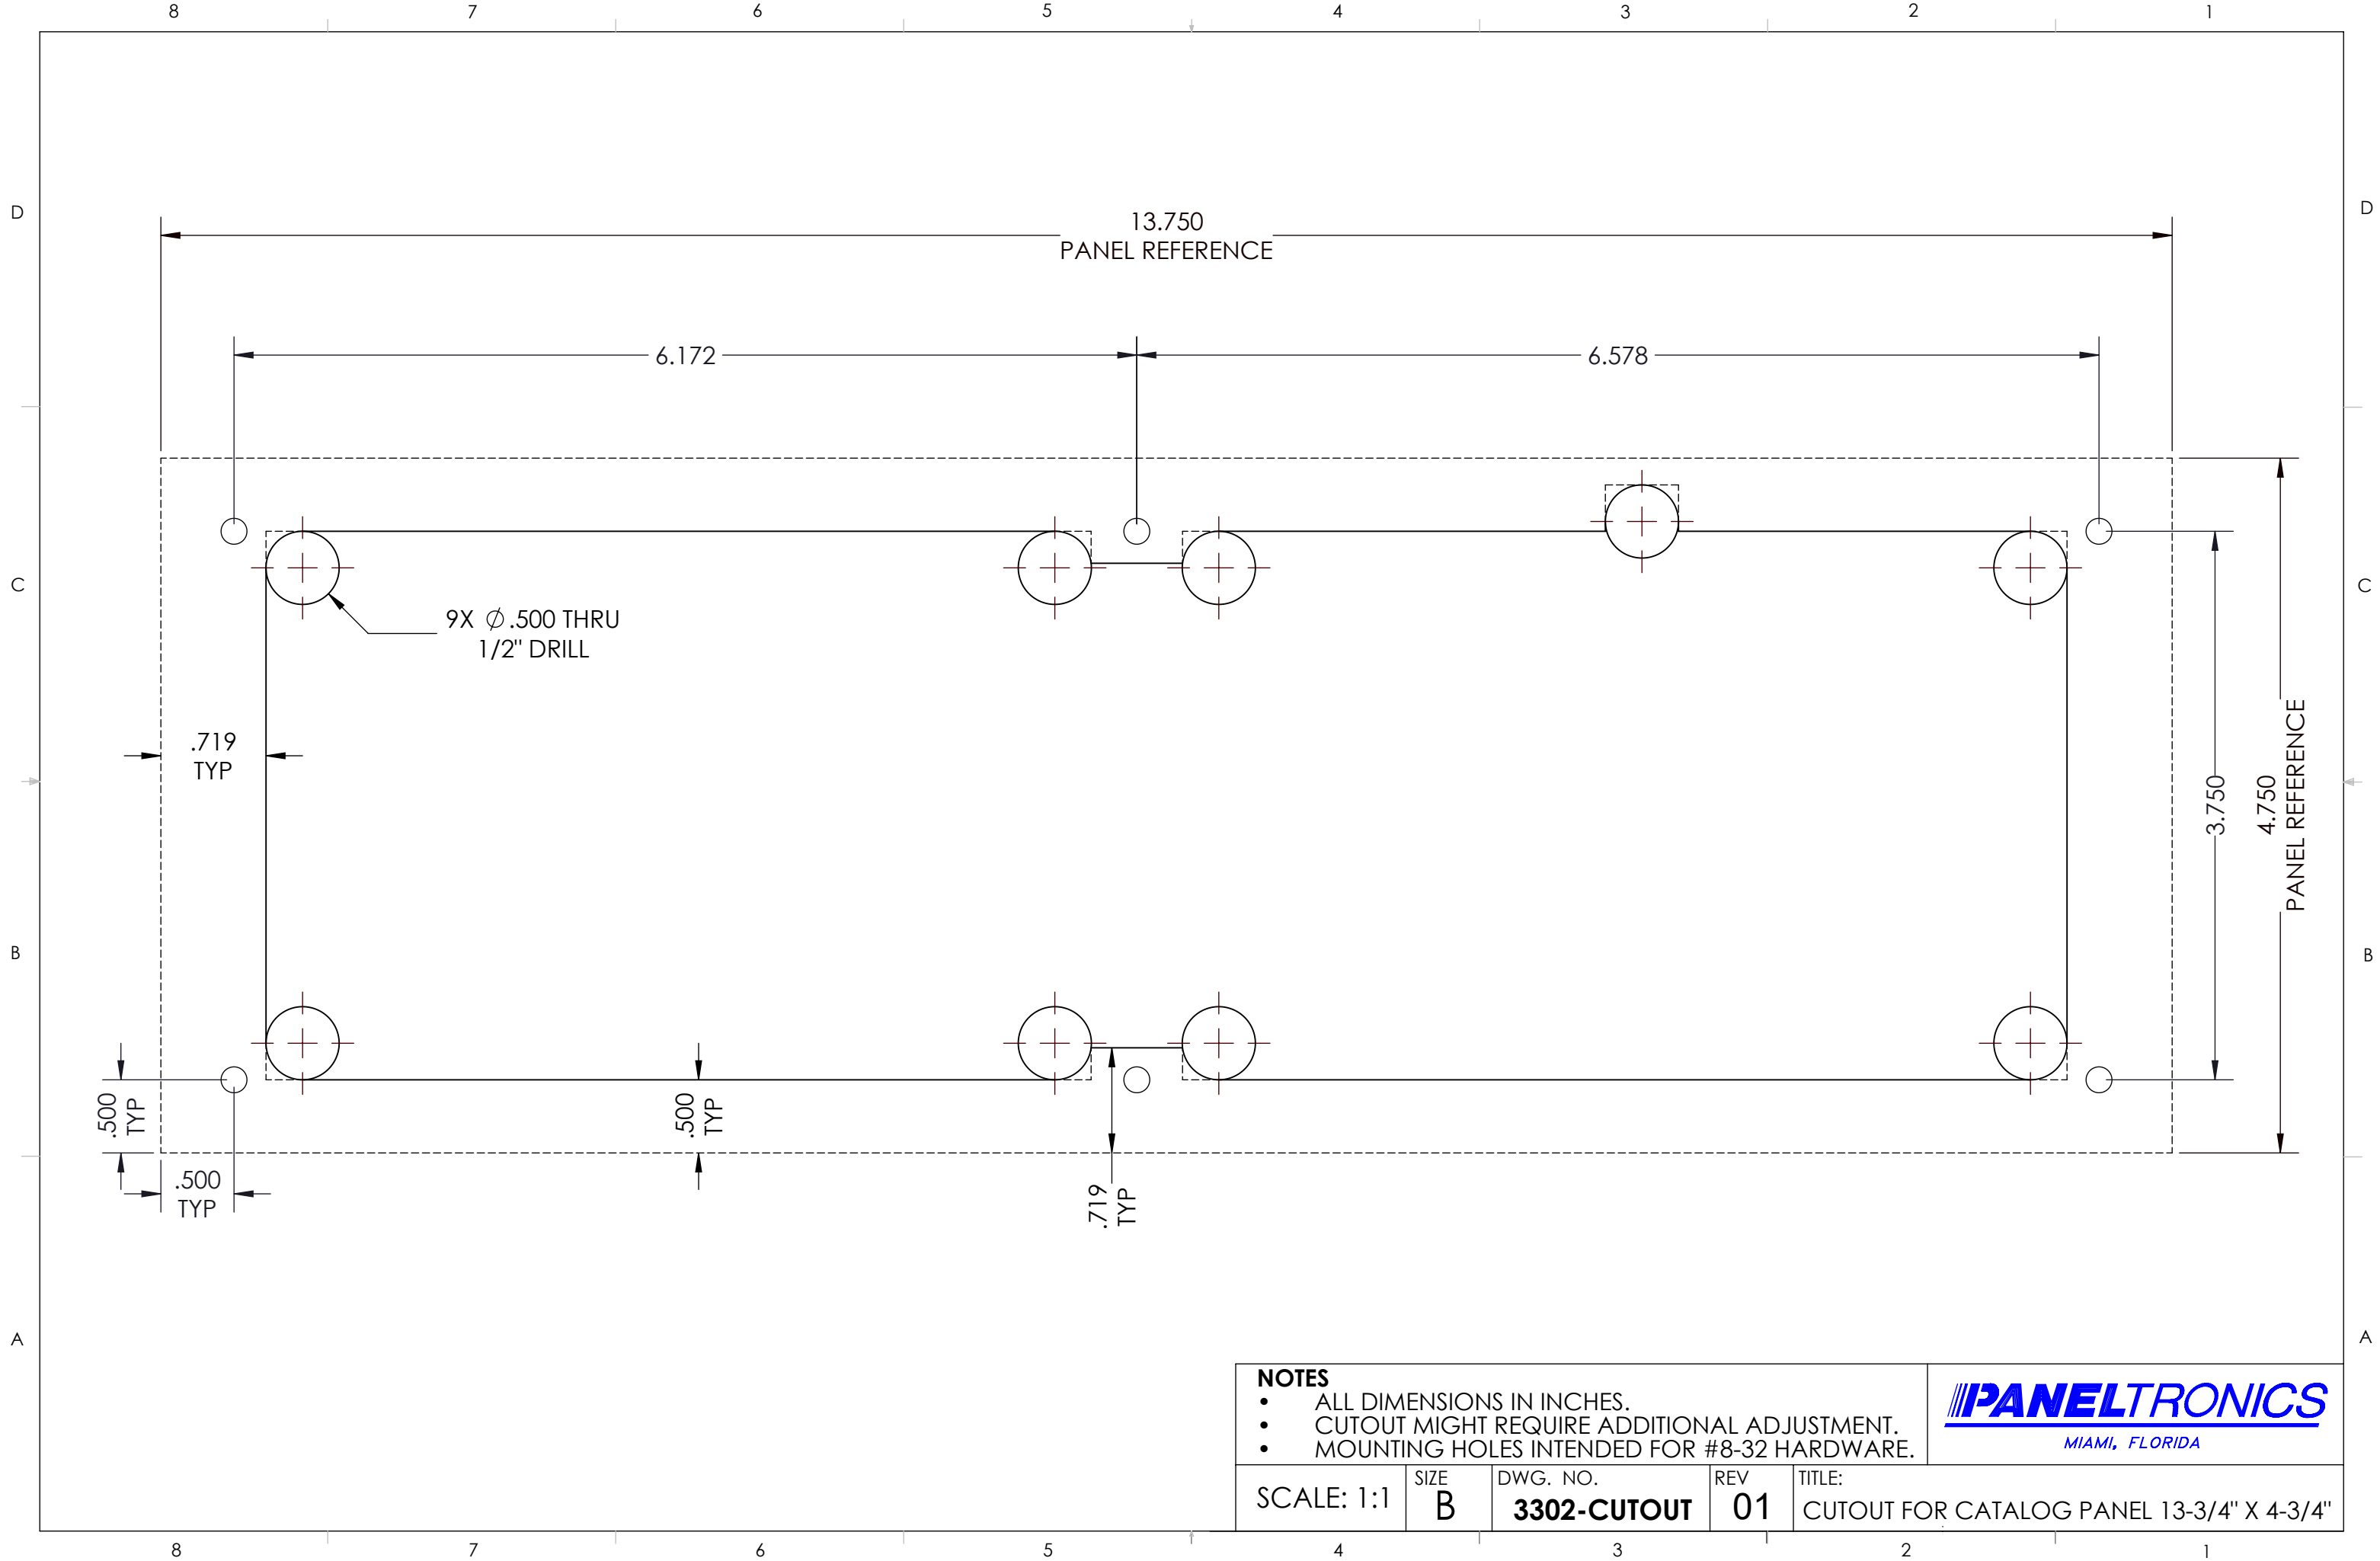 8 7 6 5 4 3 2 1
D D
13.750
PANEL REFERENCE
6.172 6.578
C C
9X Ø .500 THRU
1/2" DRILL
.719
TYP
3.750
4.750
PANEL REFERENCE
B B
.500
TYP
.500
TYP
.500
TYP
.719
TYP
A A
NOTES
• ALL DIMENSIONS IN INCHES.
• CUTOUT MIGHT REQUIRE ADDITIONAL ADJUSTMENT.
• MOUNTING HOLES INTENDED FOR #8-32 HARDWARE.
PANELTRONICS
MIAMI, FLORIDA
SCALE: 1:1
SIZE
B
DWG. NO.
3302-CUTOUT
REV
01
TITLE:
CUTOUT FOR CATALOG PANEL 13-3/4" X 4-3/4"
8 7 6 5 4 3 2 1